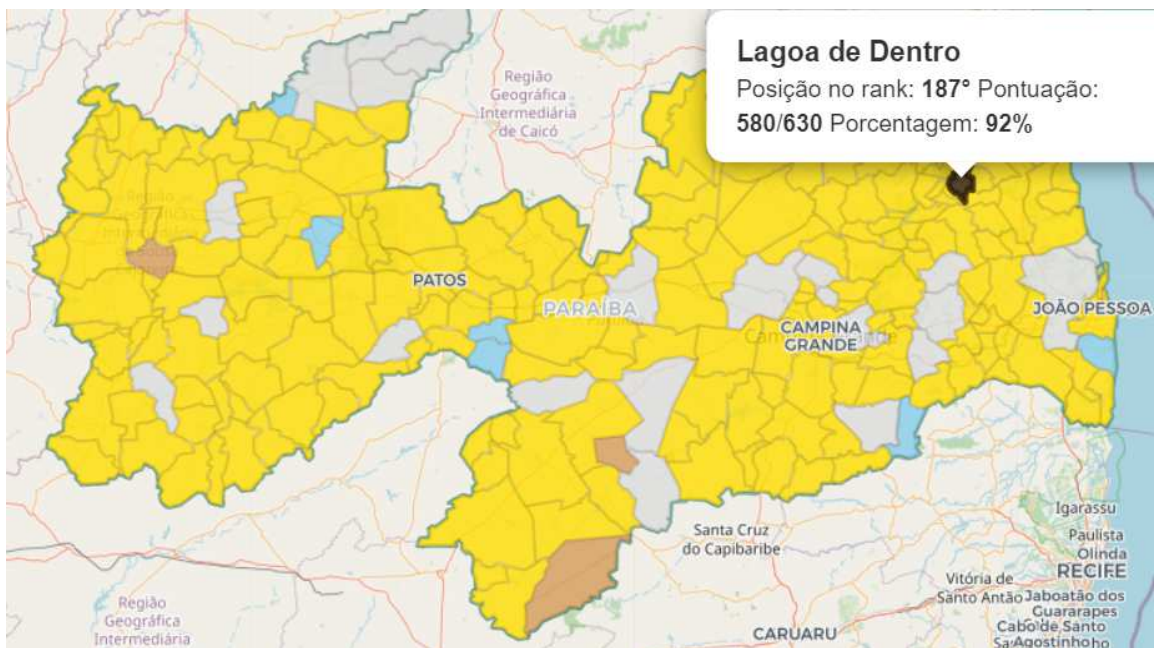 Lagoa de Dentro
Posição no rank: 187° Pontuação:
580/630 Porcentagem: 92%
Região
Geográfica
Intermediária
de Caicó
Região
PATOS
PARAÍBA
CAMPINA
GRANDE
JOÃO PESSOA
Santa Cruz
do Capibaribe
Igarassu
Paulista
Olinda
RECIFE
Vitória de
Santo Antão
Jaboatão dos
Guararapes
Cabo de Santo
Agostinho
CARUARU
Região
Geográfica
Intermediária